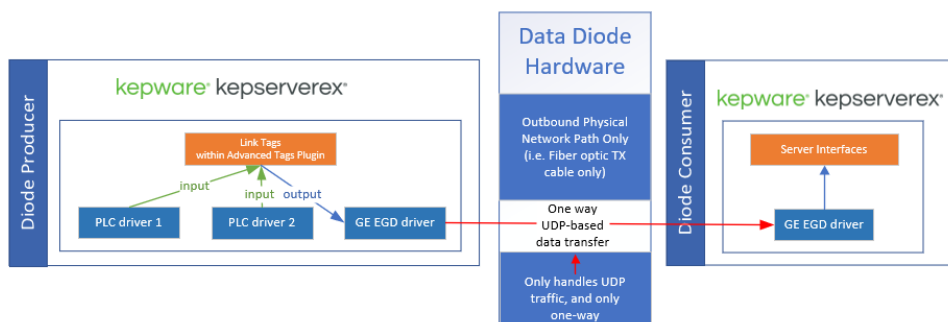 Diode Producer
kepware® kepserverex®
Link Tags
within Advanced Tags Plugin
input
input
output
PLC driver 1
PLC driver 2
GE EGD driver
Data Diode
Hardware
Outbound Physical
Network Path Only
(i.e. Fiber optic TX
cable only)
One way
UDP-based
data transfer
Only handles UDP
traffic, and only
one-way
Diode Consumer
kepware® kepserverex®
Server Interfaces
GE EGD driver